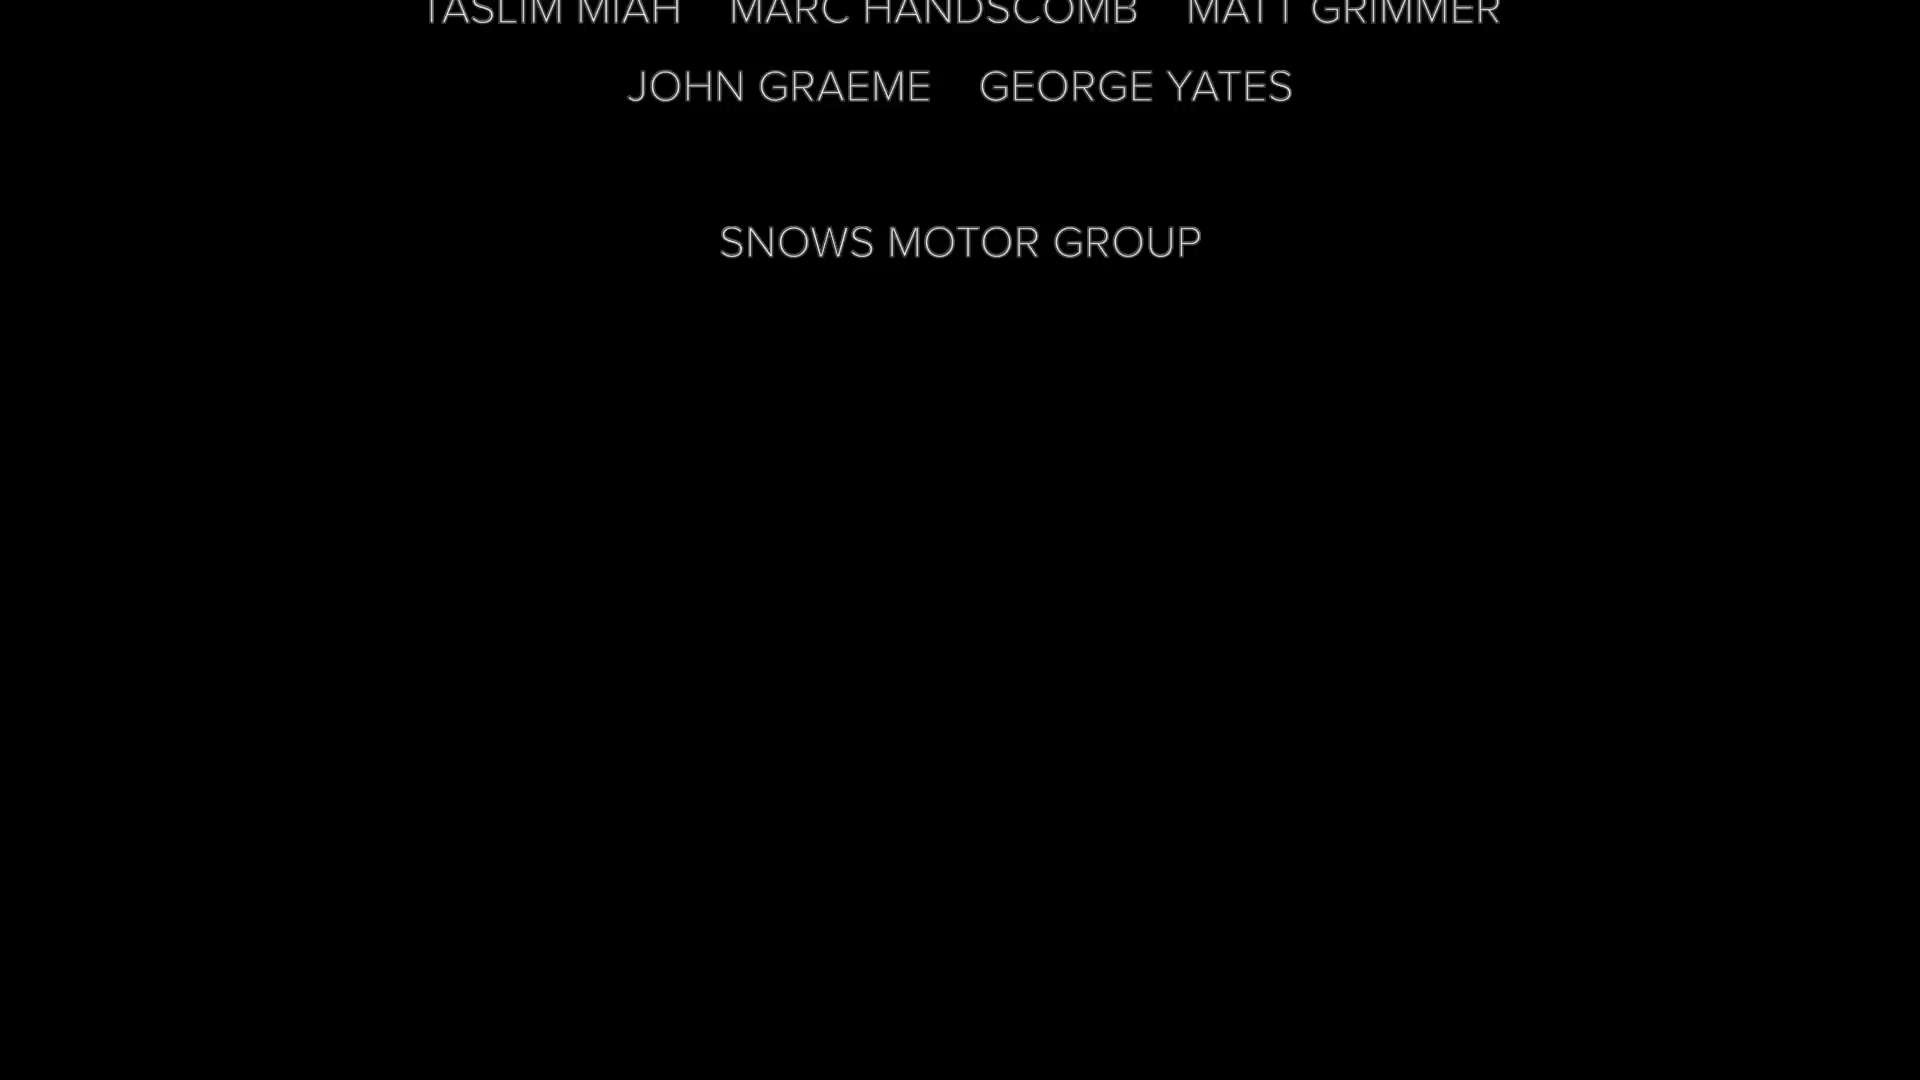 TASLIM MIAH MARC HANDSCOMB MATT GRIMMER
JOHN GRAEME GEORGE YATES
SNOWS MOTOR GROUP